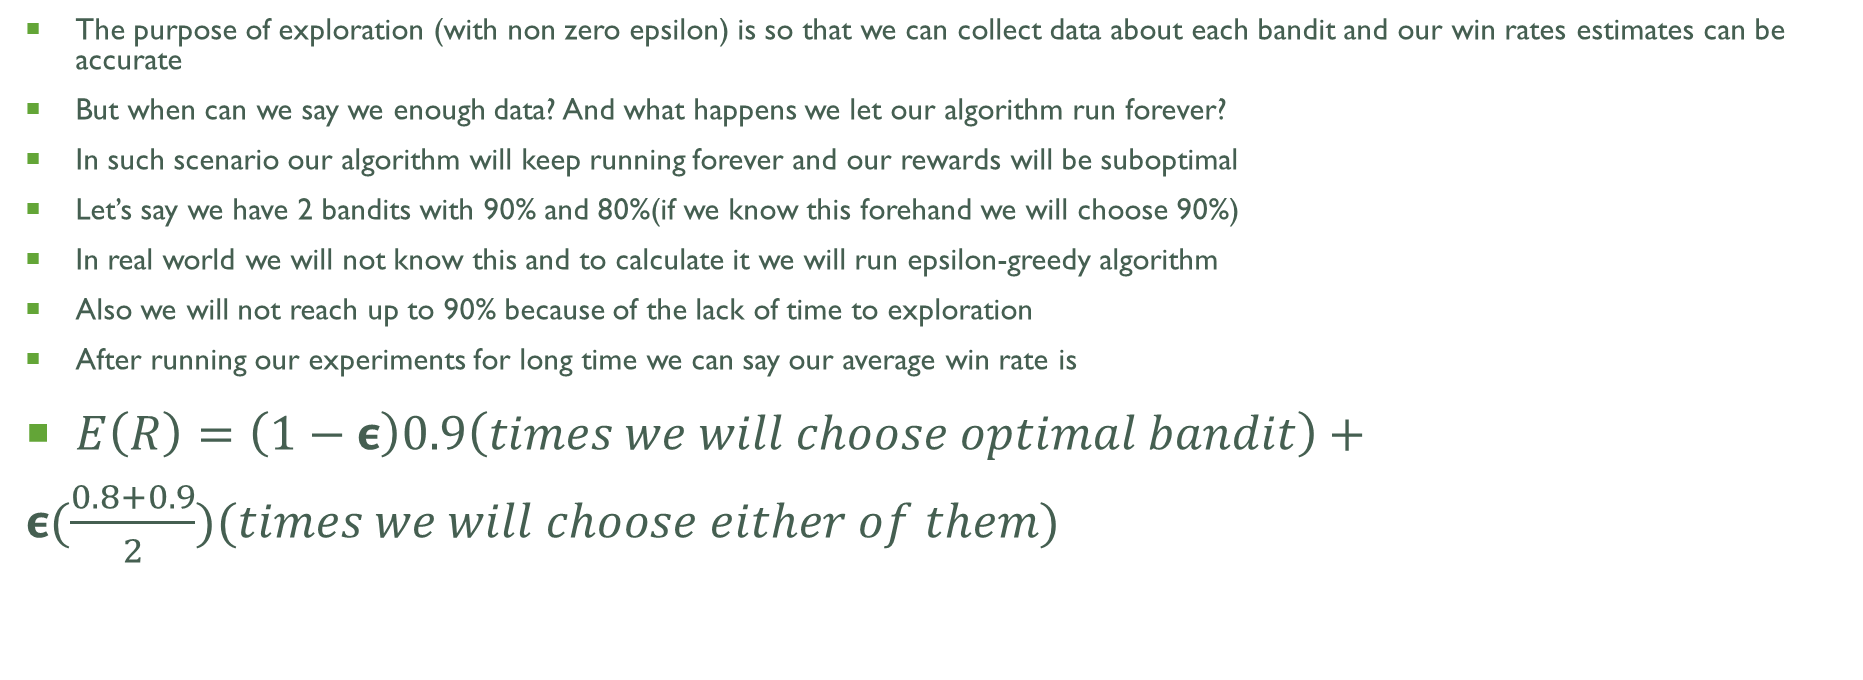 ▪ The purpose of exploration (with non zero epsilon) is so that we can collect data about each bandit and our win rates estimates can be
accurate
▪ But when can we say we enough data? And what happens we let our algorithm run forever?
▪ In such scenario our algorithm will keep running forever and our rewards will be suboptimal
▪ Let’s say we have 2 bandits with 90% and 80%(if we know this forehand we will choose 90%)
▪ In real world we will not know this and to calculate it we will run epsilon-greedy algorithm
▪ Also we will not reach up to 90% because of the lack of time to exploration
▪ After running our experiments for long time we can say our average win rate is
▪ E(R) = (1 − ϵ)0.9(times we will choose optimal bandit) +
ϵ(\frac{0.8+0.9}{2})(times we will choose either of them)